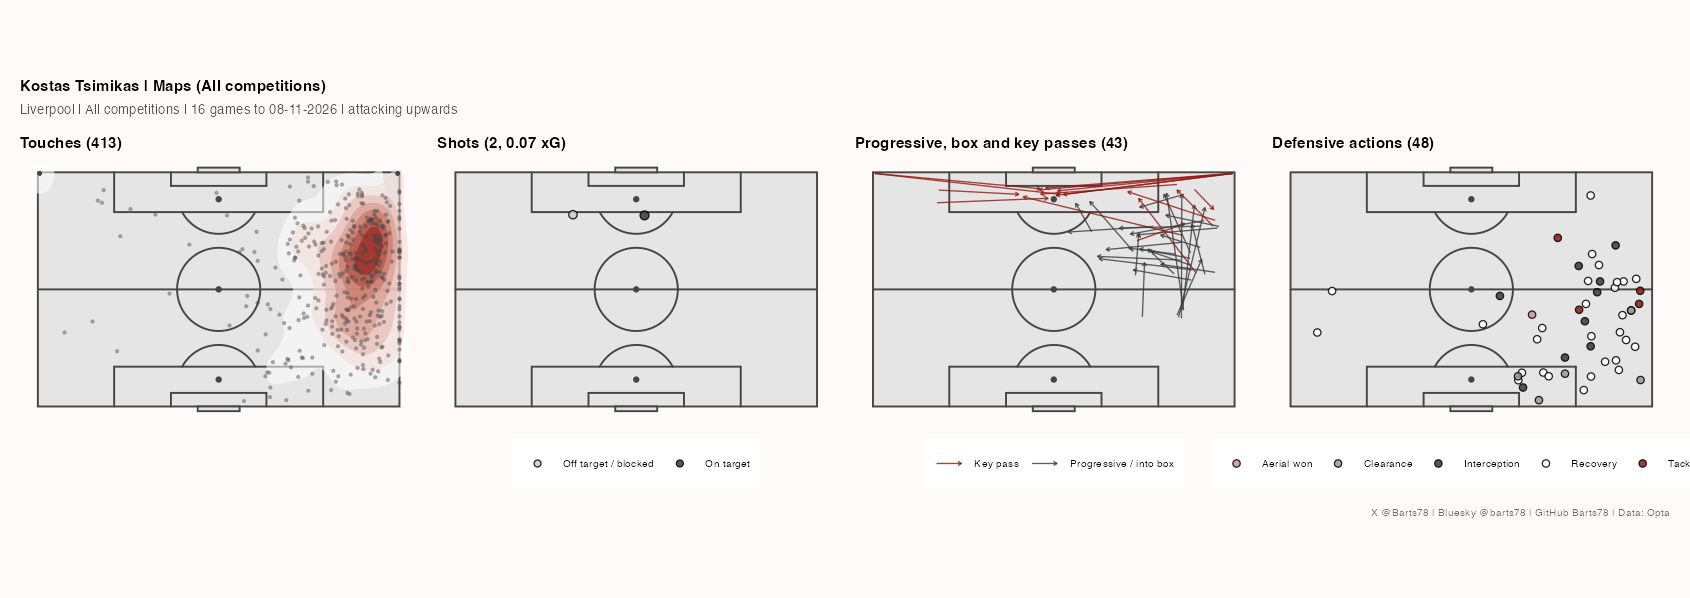 Kostas Tsimikas | Maps (All competitions)
Liverpool | All competitions | 16 games to 08-11-2026 | attacking upwards
Touches (413)
Shots (2, 0.07 xG)
Progressive, box and key passes (43)
Defensive actions (48)
Off target / blocked
On target
Key pass
Progressive / into box
Aerial won
Clearance
Interception
Recovery
Tack
X @Barts78 | Bluesky @barts78 | GitHub Barts78 | Data: Opta